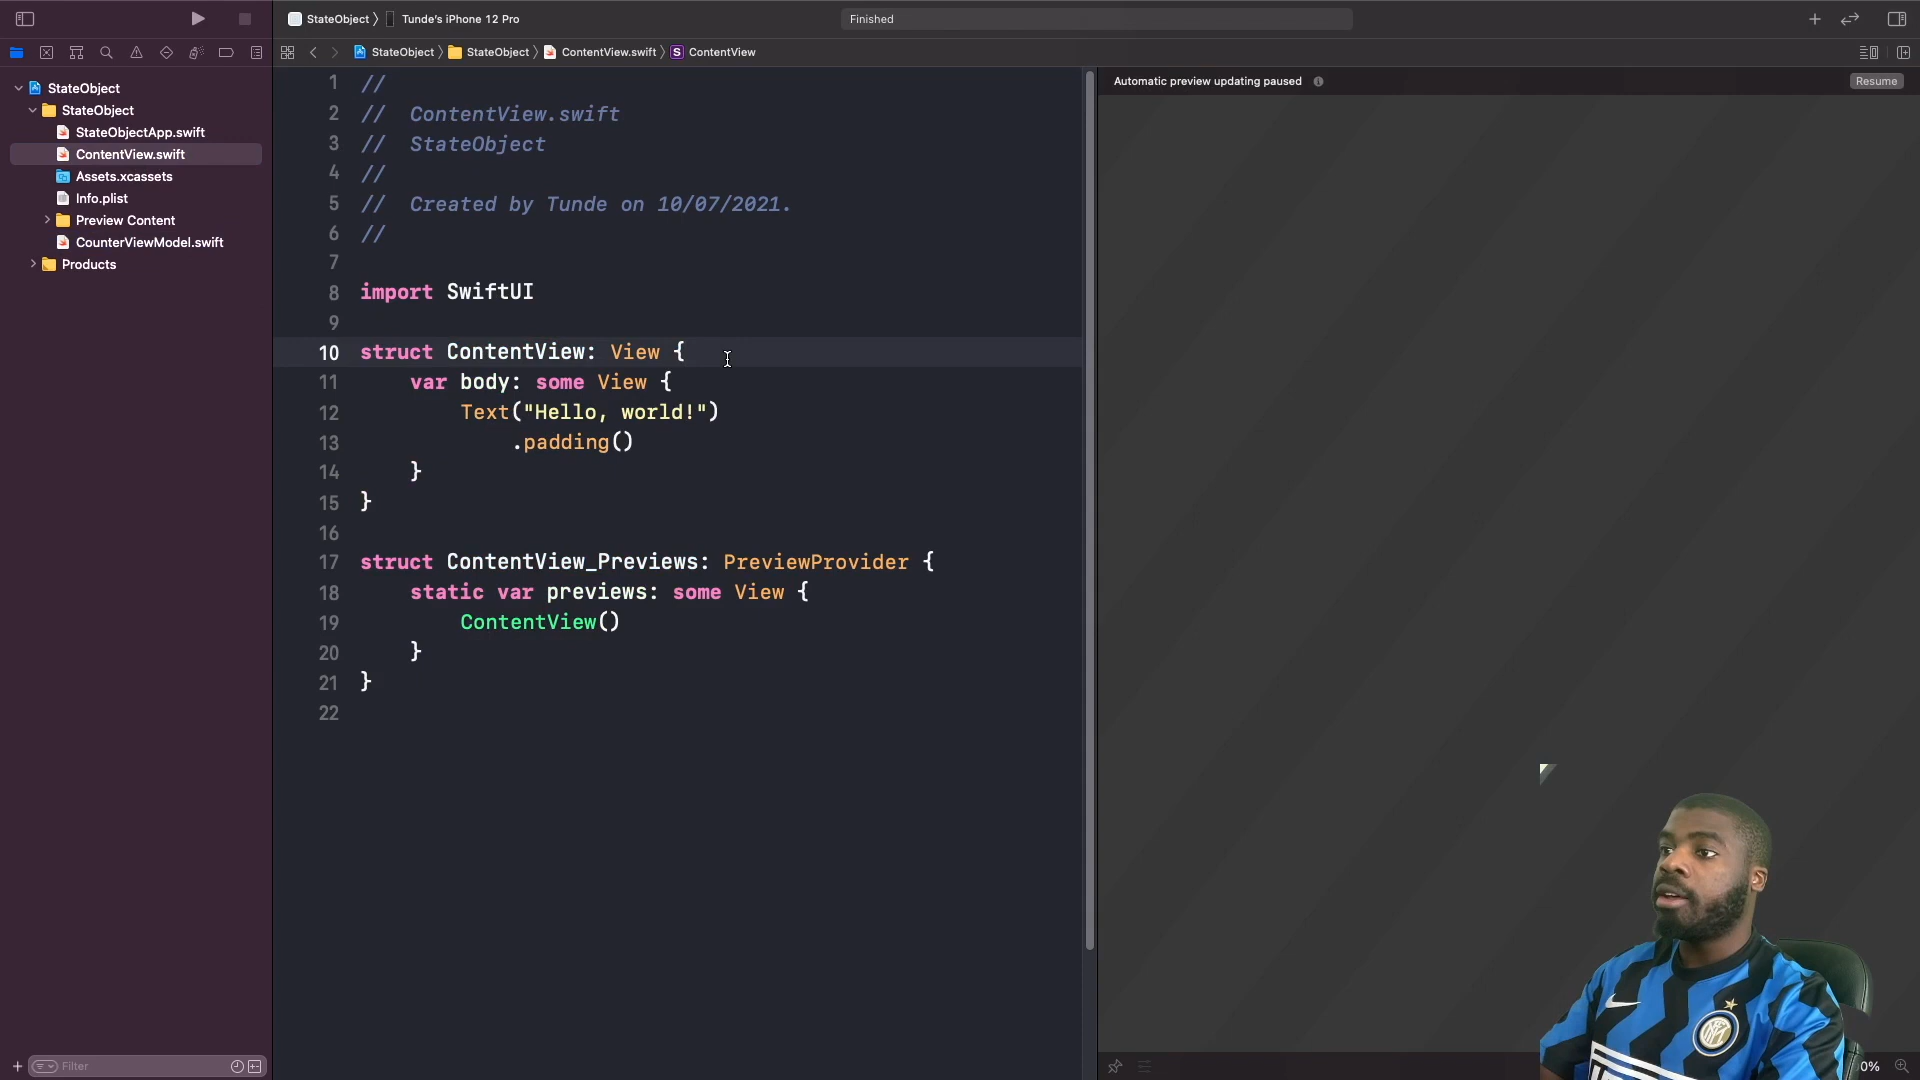 StateObject 〉 Tunde's iPhone 12 Pro
Finished
StateObject 〉 StateObject 〉 ContentView.swift 〉 S ContentView
StateObject
StateObject
StateObjectApp.swift
ContentView.swift
Assets.xcassets
Info.plist
Preview Content
CounterViewModel.swift
Products
Filter
1 //
2 //  ContentView.swift
3 //  StateObject
4 //
5 //  Created by Tunde on 10/07/2021.
6 //
7
8 import SwiftUI
9
10 struct ContentView: View {
11     var body: some View {
12         Text("Hello, world!")
13             .padding()
14     }
15 }
16
17 struct ContentView_Previews: PreviewProvider {
18     static var previews: some View {
19         ContentView()
20     }
21 }
22
Automatic preview updating paused
Resume
0%